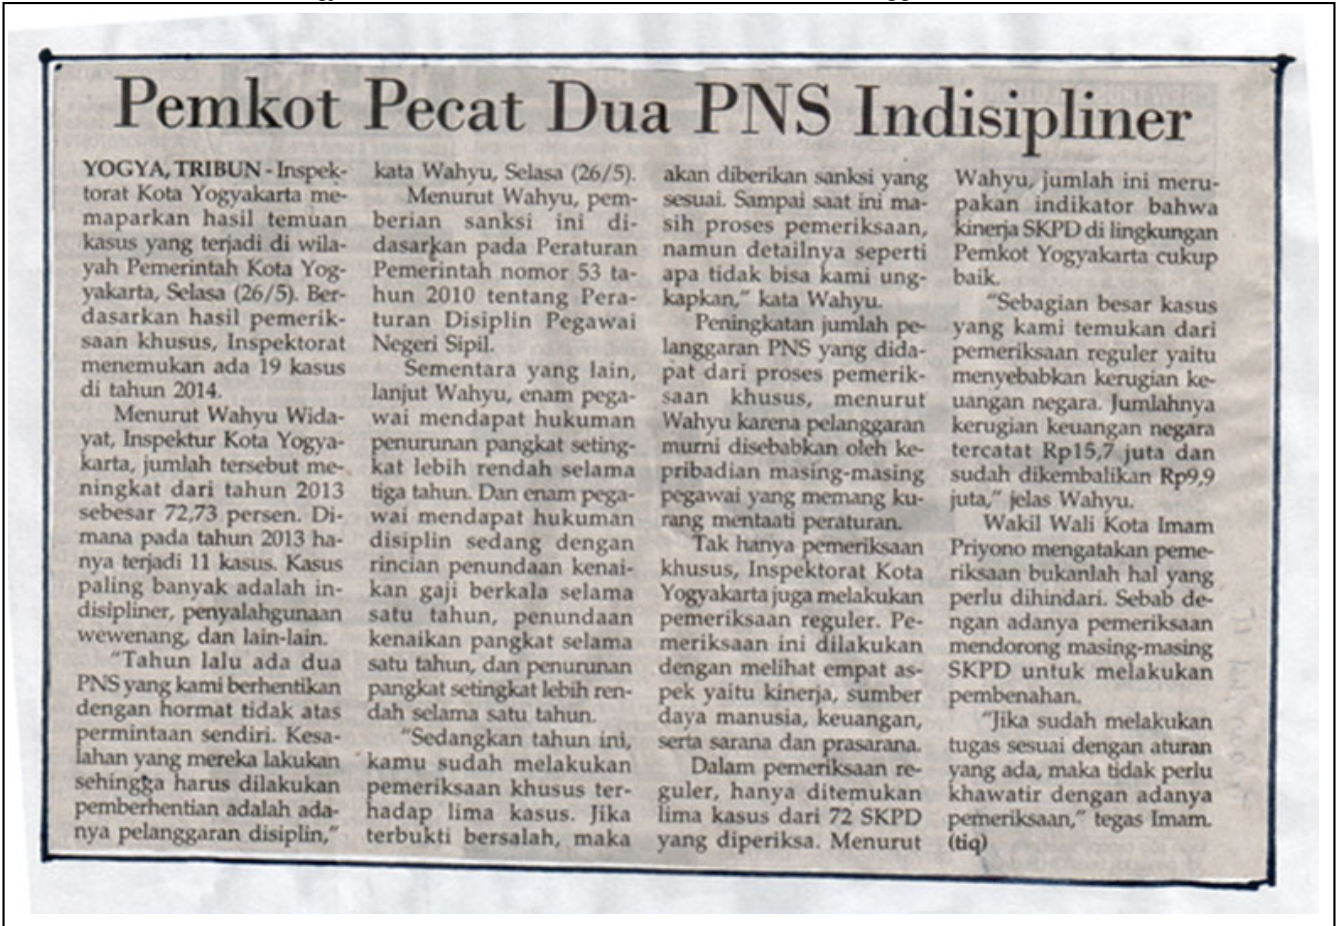 Pemkot Pecat Dua PNS Indisipliner
YOGYA, TRIBUN - Inspek-
torat Kota Yogyakarta me-
maparkan hasil temuan
kasus yang terjadi di wila-
yah Pemerintah Kota Yog-
yakarta, Selasa (26/5). Ber-
dasarkan hasil pemerik-
saan khusus, Inspektorat
menemukan ada 19 kasus
di tahun 2014.
Menurut Wahyu Wida-
yat, Inspektur Kota Yogya-
karta, jumlah tersebut me-
ningkat dari tahun 2013
sebesar 72,73 persen. Di-
mana pada tahun 2013 ha-
nya terjadi 11 kasus. Kasus
paling banyak adalah in-
disipliner, penyalahgunaan
wewenang, dan lain-lain.
"Tahun lalu ada dua
PNS yang kami berhentikan
dengan hormat tidak atas
permintaan sendiri. Kesa-
lahan yang mereka lakukan
sehingga harus dilakukan
pemberhentian adalah ada-
nya pelanggaran disiplin,"
kata Wahyu, Selasa (26/5).
Menurut Wahyu, pem-
berian sanksi ini di-
dasarkan pada Peraturan
Pemerintah nomor 53 ta-
hun 2010 tentang Pera-
turan Disiplin Pegawai
Negeri Sipil.
Sementara yang lain,
lanjut Wahyu, enam pega-
wai mendapat hukuman
penurunan pangkat seting-
kat lebih rendah selama
tiga tahun. Dan enam pega-
wai mendapat hukuman
disiplin sedang dengan
rincian penundaan kenai-
kan gaji berkala selama
satu tahun, penundaan
kenaikan pangkat selama
satu tahun, dan penurunan
pangkat setingkat lebih ren-
dah selama satu tahun.
"Sedangkan tahun ini,
kamu sudah melakukan
pemeriksaan khusus ter-
hadap lima kasus. Jika
terbukti bersalah, maka
akan diberikan sanksi yang
sesuai. Sampai saat ini ma-
sih proses pemeriksaan,
namun detailnya seperti
apa tidak bisa kami ung-
kapkan," kata Wahyu.
Peningkatan jumlah pe-
langgaran PNS yang dida-
pat dari proses pemerik-
saan khusus, menurut
Wahyu karena pelanggaran
murni disebabkan oleh ke-
pribadian masing-masing
pegawai yang memang ku-
rang mentaati peraturan.
Tak hanya pemeriksaan
khusus, Inspektorat Kota
Yogyakarta juga melakukan
pemeriksaan reguler. Pe-
meriksaan ini dilakukan
dengan melihat empat as-
pek yaitu kinerja, sumber
daya manusia, keuangan,
serta sarana dan prasarana.
Dalam pemeriksaan re-
guler, hanya ditemukan
lima kasus dari 72 SKPD
yang diperiksa. Menurut
Wahyu, jumlah ini meru-
pakan indikator bahwa
kinerja SKPD di lingkungan
Pemkot Yogyakarta cukup
baik.
"Sebagian besar kasus
yang kami temukan dari
pemeriksaan reguler yaitu
menyebabkan kerugian ke-
uangan negara. Jumlahnya
kerugian keuangan negara
tercatat Rp15,7 juta dan
sudah dikembalikan Rp9,9
juta," jelas Wahyu.
Wakil Wali Kota Imam
Priyono mengatakan peme-
riksaan bukanlah hal yang
perlu dihindari. Sebab de-
ngan adanya pemeriksaan
mendorong masing-masing
SKPD untuk melakukan
pembenahan.
"Jika sudah melakukan
tugas sesuai dengan aturan
yang ada, maka tidak perlu
khawatir dengan adanya
pemeriksaan," tegas Imam.
(tiq)